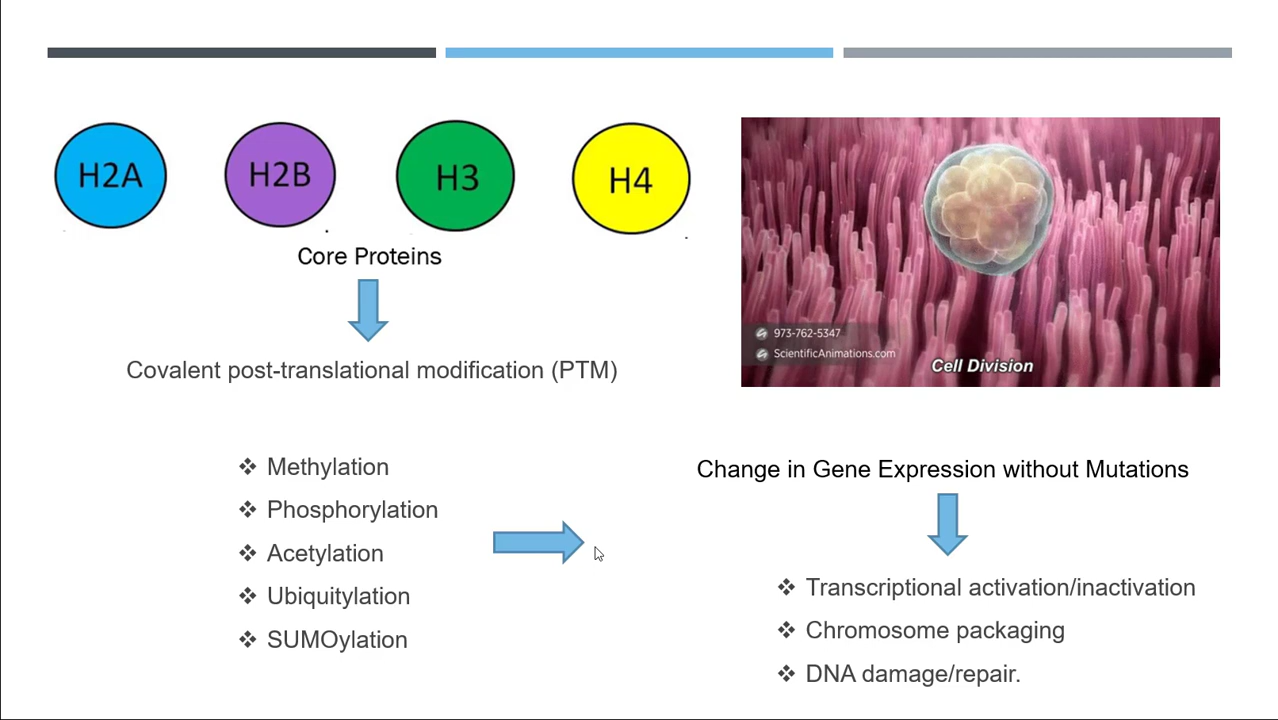 H2A
H2B
H3
H4
Core Proteins
Covalent post-translational modification (PTM)
Methylation
Phosphorylation
Acetylation
Ubiquitylation
SUMOylation
973-762-5347
ScientificAnimations.com
Cell Division
Change in Gene Expression without Mutations
Transcriptional activation/inactivation
Chromosome packaging
DNA damage/repair.